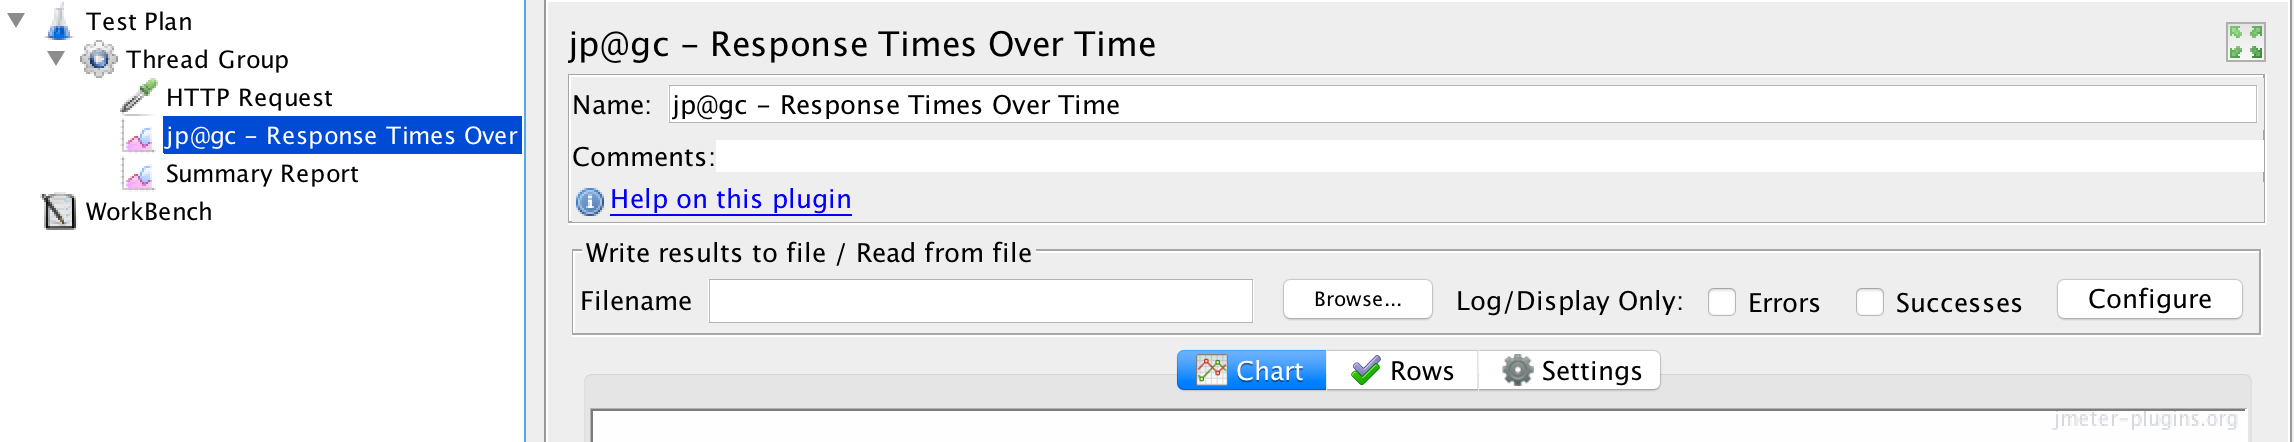 Test Plan
Thread Group
HTTP Request
jp@gc - Response Times Over
Summary Report
WorkBench
jp@gc - Response Times Over Time
Name: jp@gc - Response Times Over Time
Comments:
Help on this plugin
Write results to file / Read from file
Filename Browse... Log/Display Only: Errors Successes Configure
Chart Rows Settings
jmeter-plugins.org